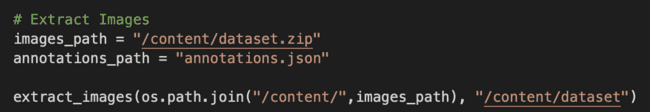 # Extract Images
images_path = "/content/dataset.zip"
annotations_path = "annotations.json"
extract_images(os.path.join("/content/",images_path), "/content/dataset")